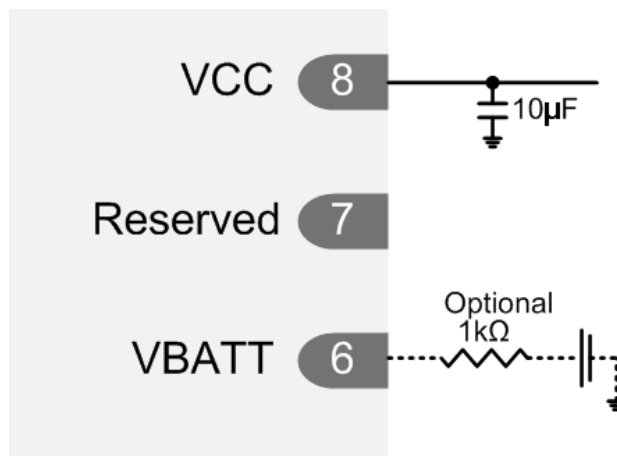 VCC 8
10µF
Reserved 7
Optional
1kΩ
VBATT 6